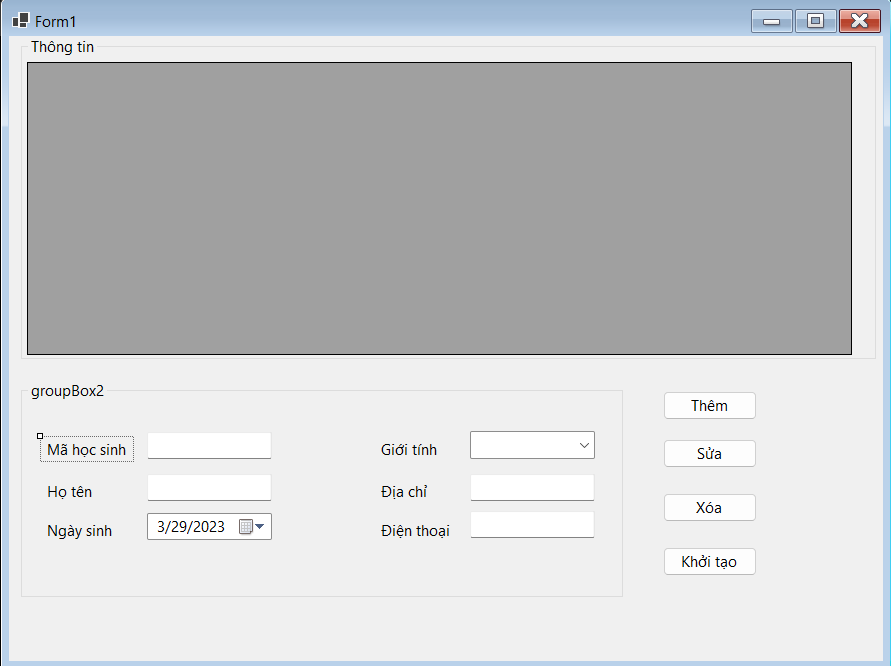 Form1
Thông tin
groupBox2
Mã học sinh
Giới tính
Họ tên
Địa chỉ
Ngày sinh
3/29/2023
Điện thoại
Thêm
Sửa
Xóa
Khởi tạo